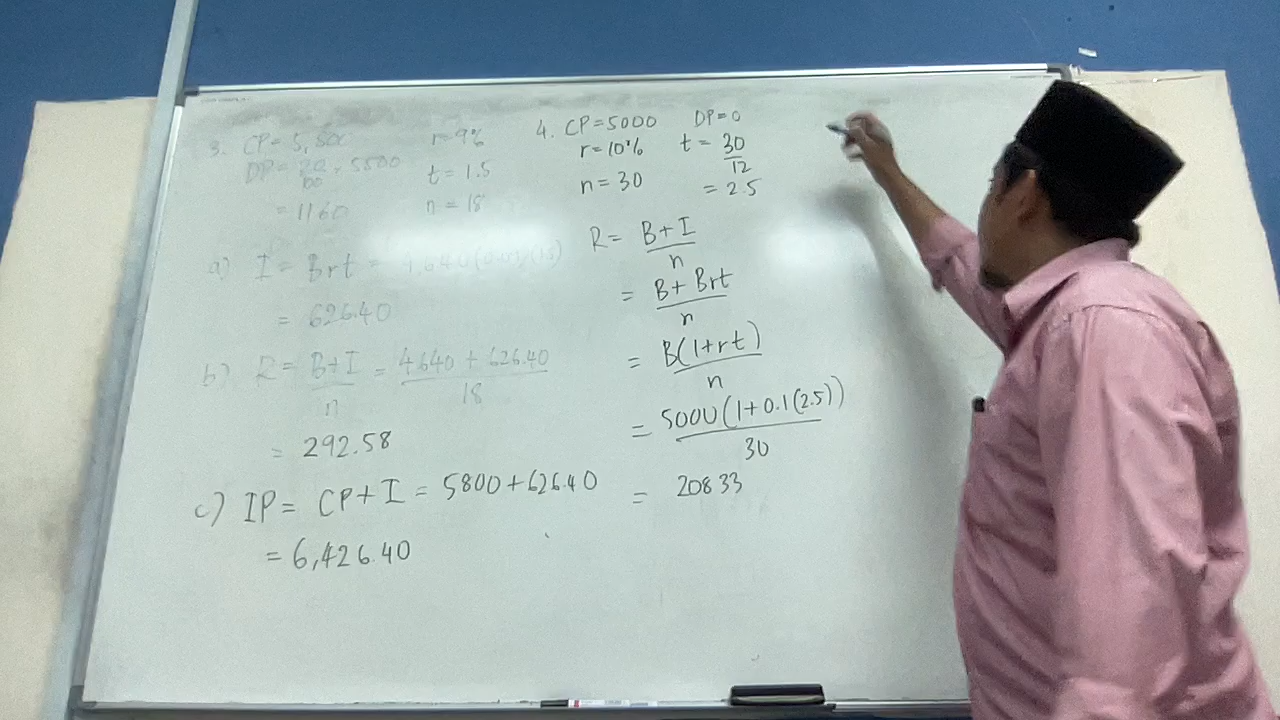 3. CP = 5,800 r = 9%
DP = 20/100 × 5800 t = 1.5
= 1160 n = 18
a) I = Brt = 4,640(0.09)(1.5)
= 626.40
b) R = B+I/n = 4640 + 626.40/18
= 292.58
c) IP = CP+I = 5800+626.40
= 6,426.40
4. CP = 5000 DP = 0
r = 10% t = 30/12
n = 30 = 2.5
R = B+I/n
= B+Brt/n
= B(1+rt)/n
= 5000(1+0.1(2.5))/30
= 208.33